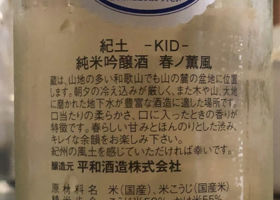 紀土 -KID-
純米吟醸酒 春ノ薫風
蔵は、山地の多い和歌山でも山の麓の盆地に位置
します。朝夕の冷え込みが厳しく、また木や山、大地
に磨かれた地下水が豊富な酒造に適した場所です。
口当たりの柔らかさ、口に入ったときの香りが
特徴です。春らしい甘みとほんのりとした渋み、
キレイな余韻をお楽しみ下さい。
紀州の風土を感じていただければ幸いです。
醸造元 平和酒造株式会社
原材料名 米(国産)、米こうじ(国産米)